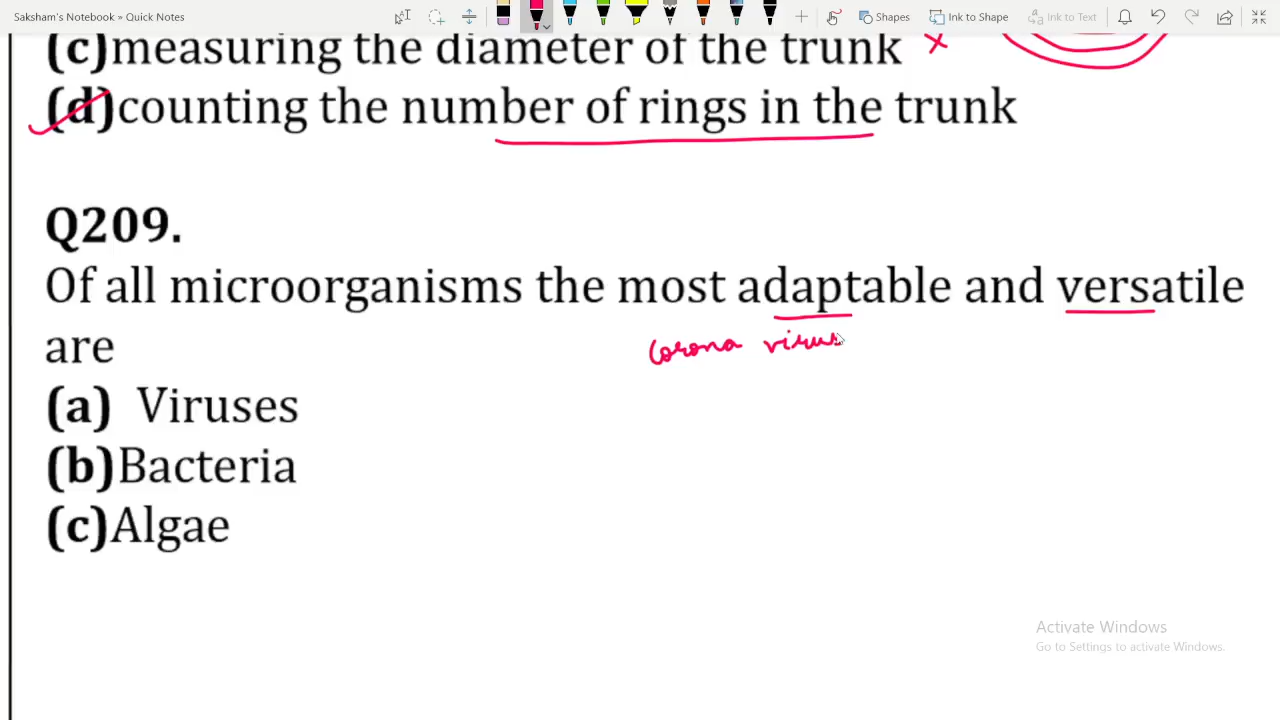 Saksham's Notebook » Quick Notes
Shapes
Ink to Shape
Ink to Text
(c)measuring the diameter of the trunk x
(d)counting the number of rings in the trunk
Q209.
Of all microorganisms the most adaptable and versatile
are
corona virus
(a) Viruses
(b)Bacteria
(c)Algae
Activate Windows
Go to Settings to activate Windows.